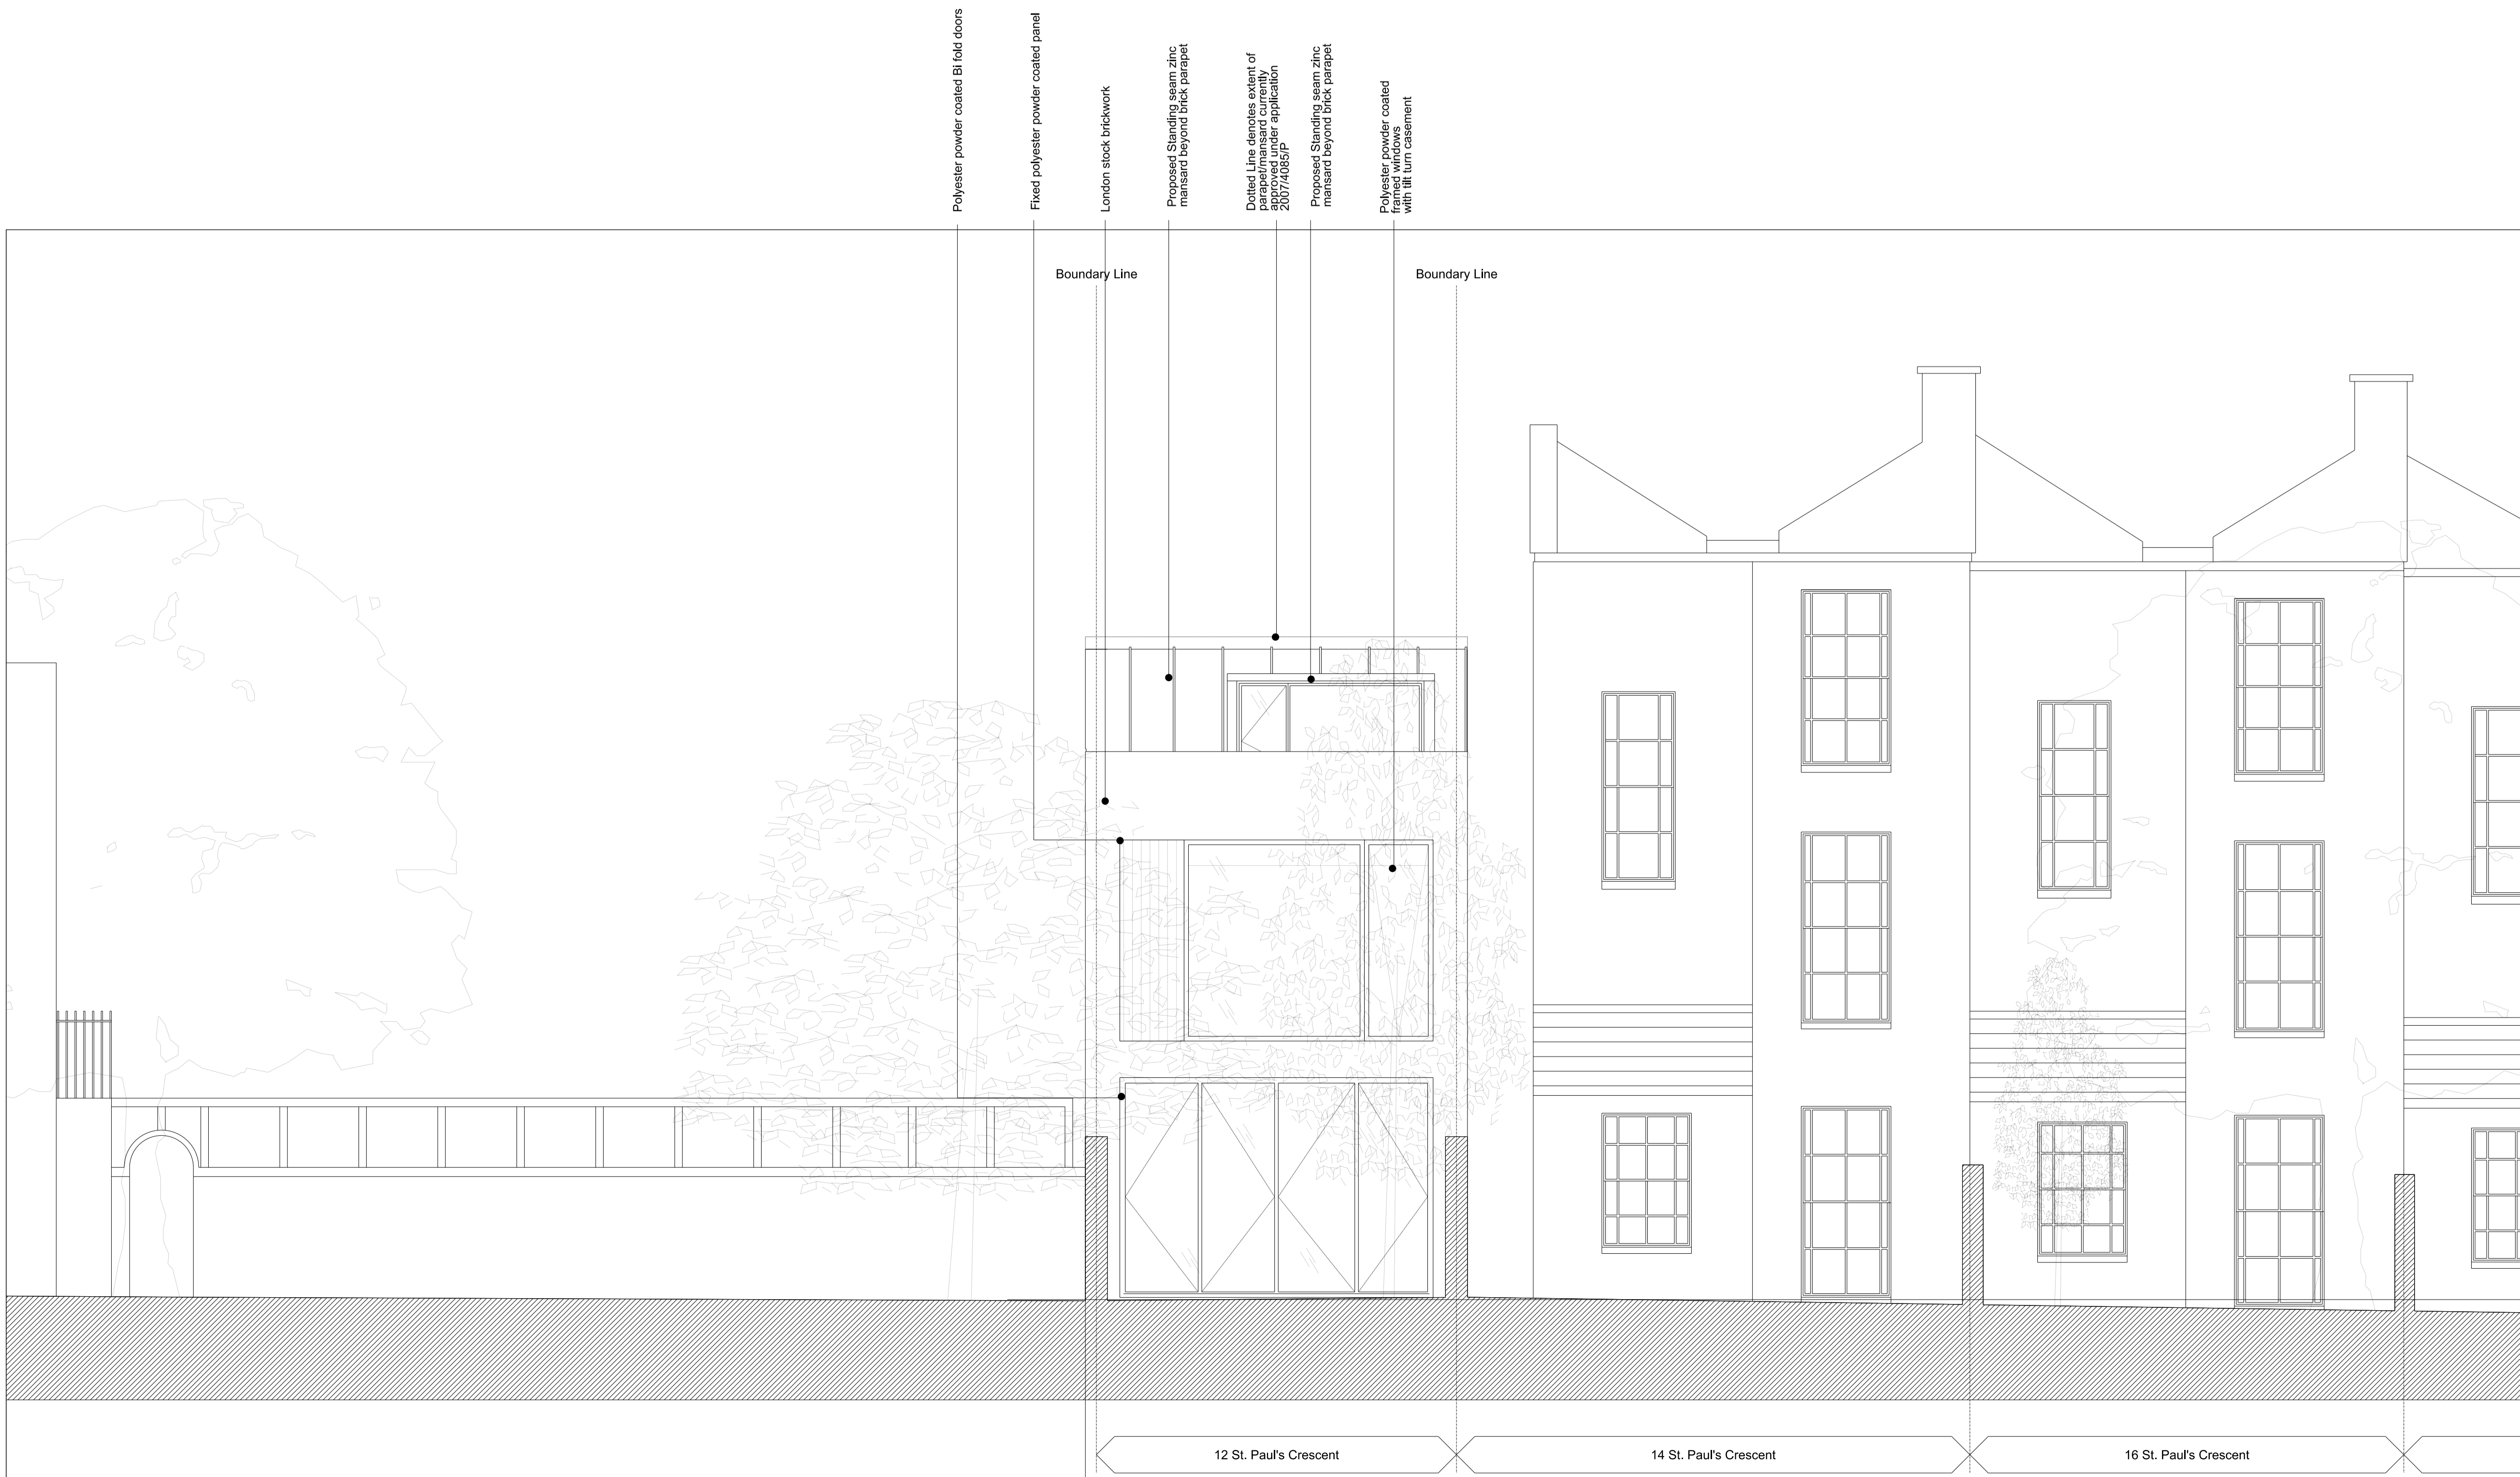 Polyester powder coated Bi fold doors
Fixed polyester powder coated panel
London stock brickwork
Proposed Standing seam zinc
mansard beyond brick parapet
Dotted Line denotes extent of
parapet/mansard currently
approved under application
2007/4085/P
Proposed Standing seam zinc
mansard beyond brick parapet
Polyester powder coated
framed windows
with tilt turn casement
Boundary Line
Boundary Line
12 St. Paul's Crescent
14 St. Paul's Crescent
16 St. Paul's Crescent